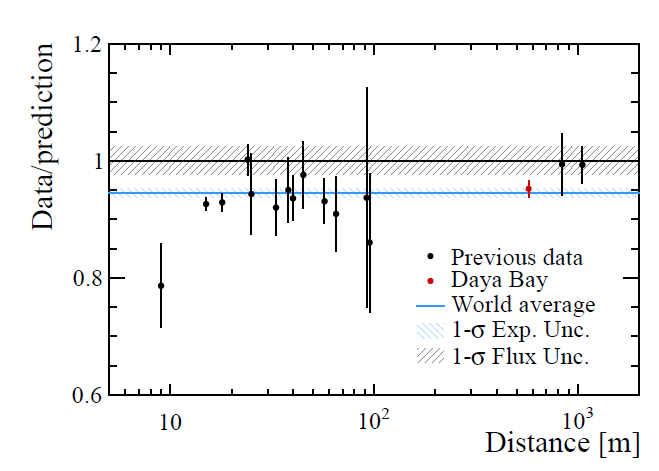 Data/prediction
1.2
1
0.8
0.6
Previous data
Daya Bay
World average
1-σ Exp. Unc.
1-σ Flux Unc.
10
10²
10³
Distance [m]